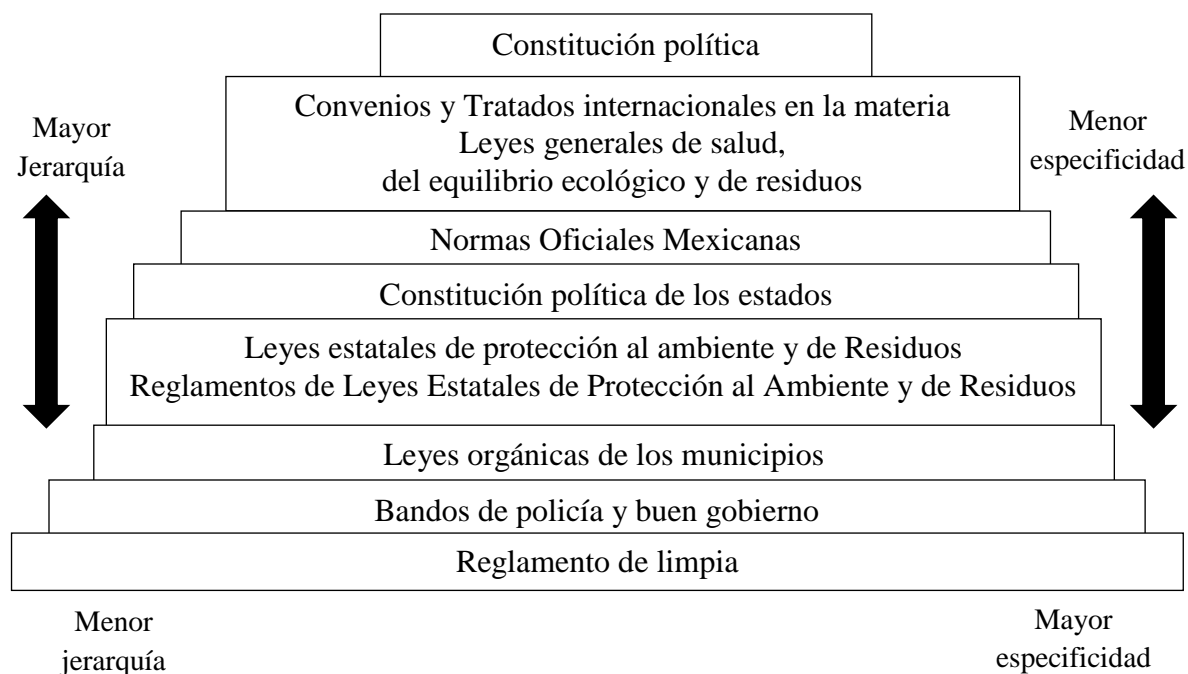 Constitución política
Convenios y Tratados internacionales en la materia
Leyes generales de salud,
del equilibrio ecológico y de residuos
Mayor
Jerarquía
Menor
especificidad
Normas Oficiales Mexicanas
Constitución política de los estados
Leyes estatales de protección al ambiente y de Residuos
Reglamentos de Leyes Estatales de Protección al Ambiente y de Residuos
Leyes orgánicas de los municipios
Bandos de policía y buen gobierno
Reglamento de limpia
Menor
jerarquía
Mayor
especificidad